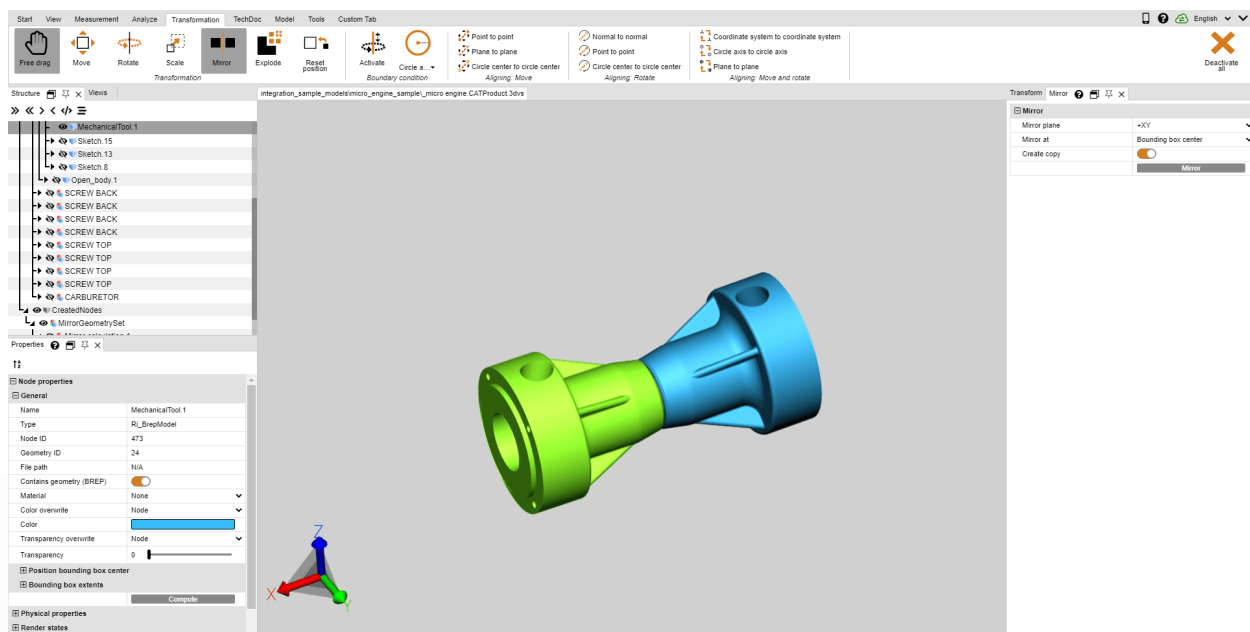 Start View Measurement Analyze Transformation TechDoc Model Tools Custom Tab English
Free drag Move Rotate Scale Mirror Explode Reset position
Transformation
Activate Circle a...
Boundary condition
Point to point
Plane to plane
Circle center to circle center
Aligning: Move
Normal to normal
Point to point
Circle center to circle center
Aligning: Rotate
Coordinate system to coordinate system
Circle axis to circle axis
Plane to plane
Aligning: Move and rotate
Deactivate all
Structure Views
MechanicalTool.1
Sketch.15
Sketch.13
Sketch.8
Open_body.1
SCREW BACK
SCREW BACK
SCREW BACK
SCREW BACK
SCREW TOP
SCREW TOP
SCREW TOP
SCREW TOP
CARBURETOR
CreatedNodes
MirrorGeometrySet
Properties
Node properties
General
Name MechanicalTool.1
Type Ri_BrepModel
Node ID 473
Geometry ID 24
File path N/A
Contains geometry (BREP)
Material None
Color overwrite Node
Color
Transparency overwrite Node
Transparency 0
Position bounding box center
Bounding box extents
Compute
Physical properties
Render states
integration_sample_models\micro_engine_sample\_micro engine.CATProduct.3dvs
Z
X
Y
Transform Mirror
Mirror
Mirror plane +XY
Mirror at Bounding box center
Create copy
Mirror